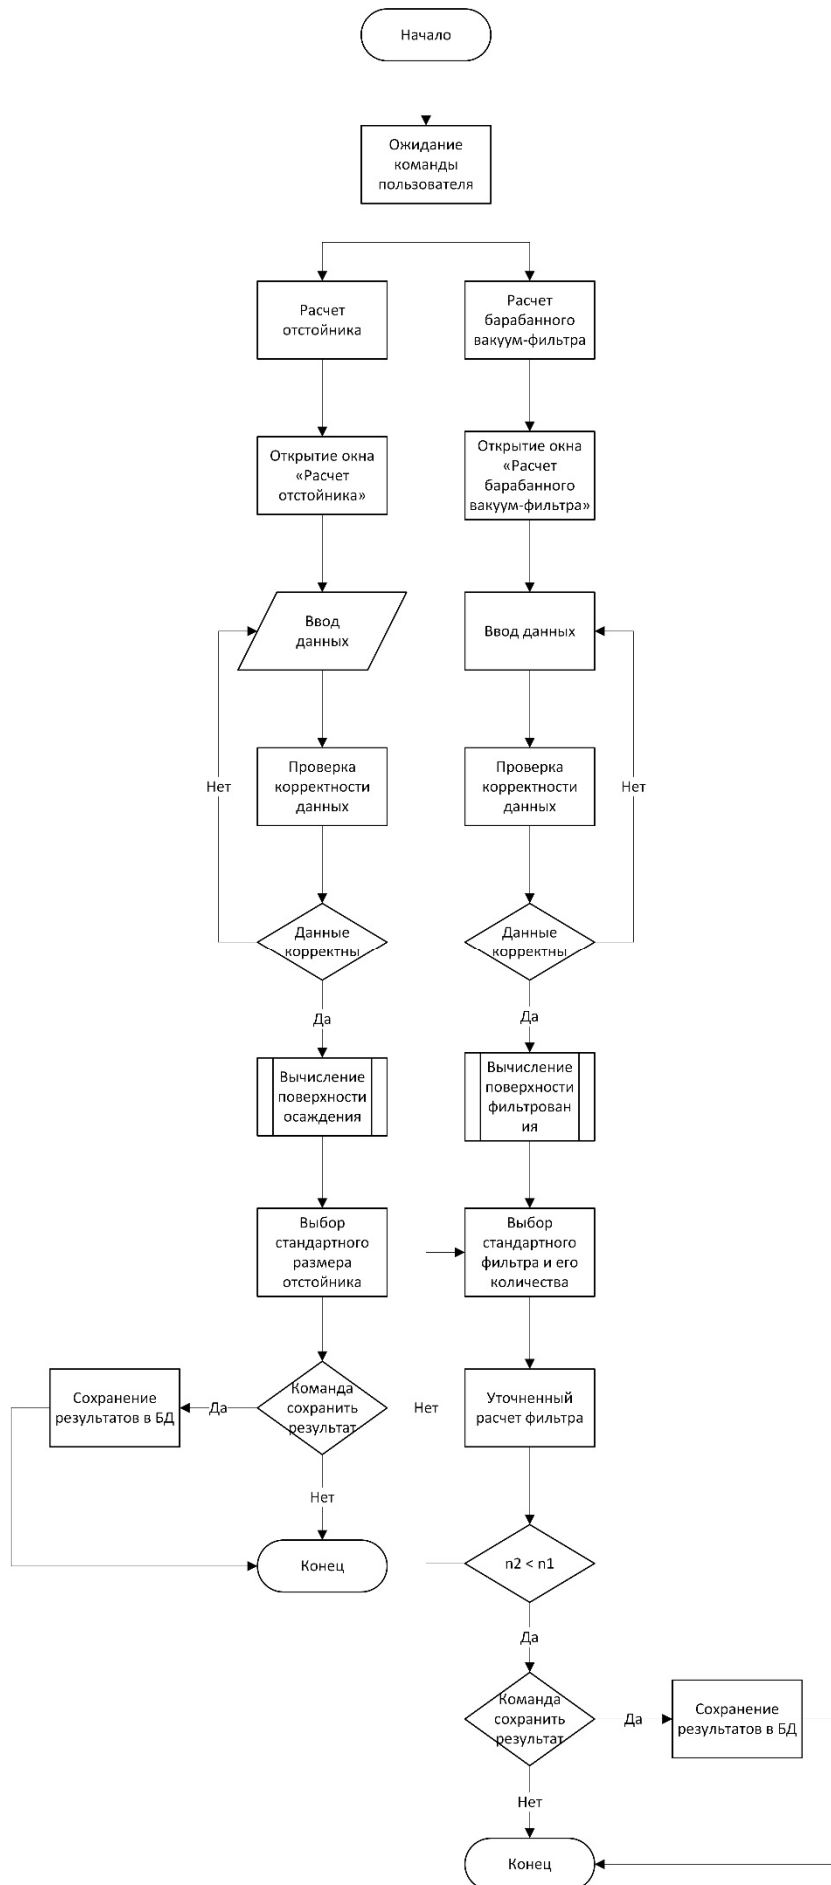 Начало
Ожидание
команды
пользователя
Расчет
отстойника
Расчет
барабанного
вакуум-фильтра
Открытие окна
«Расчет
отстойника»
Открытие окна
«Расчет
барабанного
вакуум-фильтра»
Ввод
данных
Ввод данных
Проверка
корректности
данных
Проверка
корректности
данных
Нет
Нет
Данные
корректны
Данные
корректны
Да
Да
Вычисление
поверхности
осаждения
Вычисление
поверхности
фильтрован
ия
Выбор
стандартного
размера
отстойника
Выбор
стандартного
фильтра и его
количества
Сохранение
результатов в БД
Да
Команда
сохранить
результат
Нет
Уточненный
расчет фильтра
Нет
Конец
n2 < n1
Да
Команда
сохранить
результат
Да
Сохранение
результатов в БД
Нет
Конец